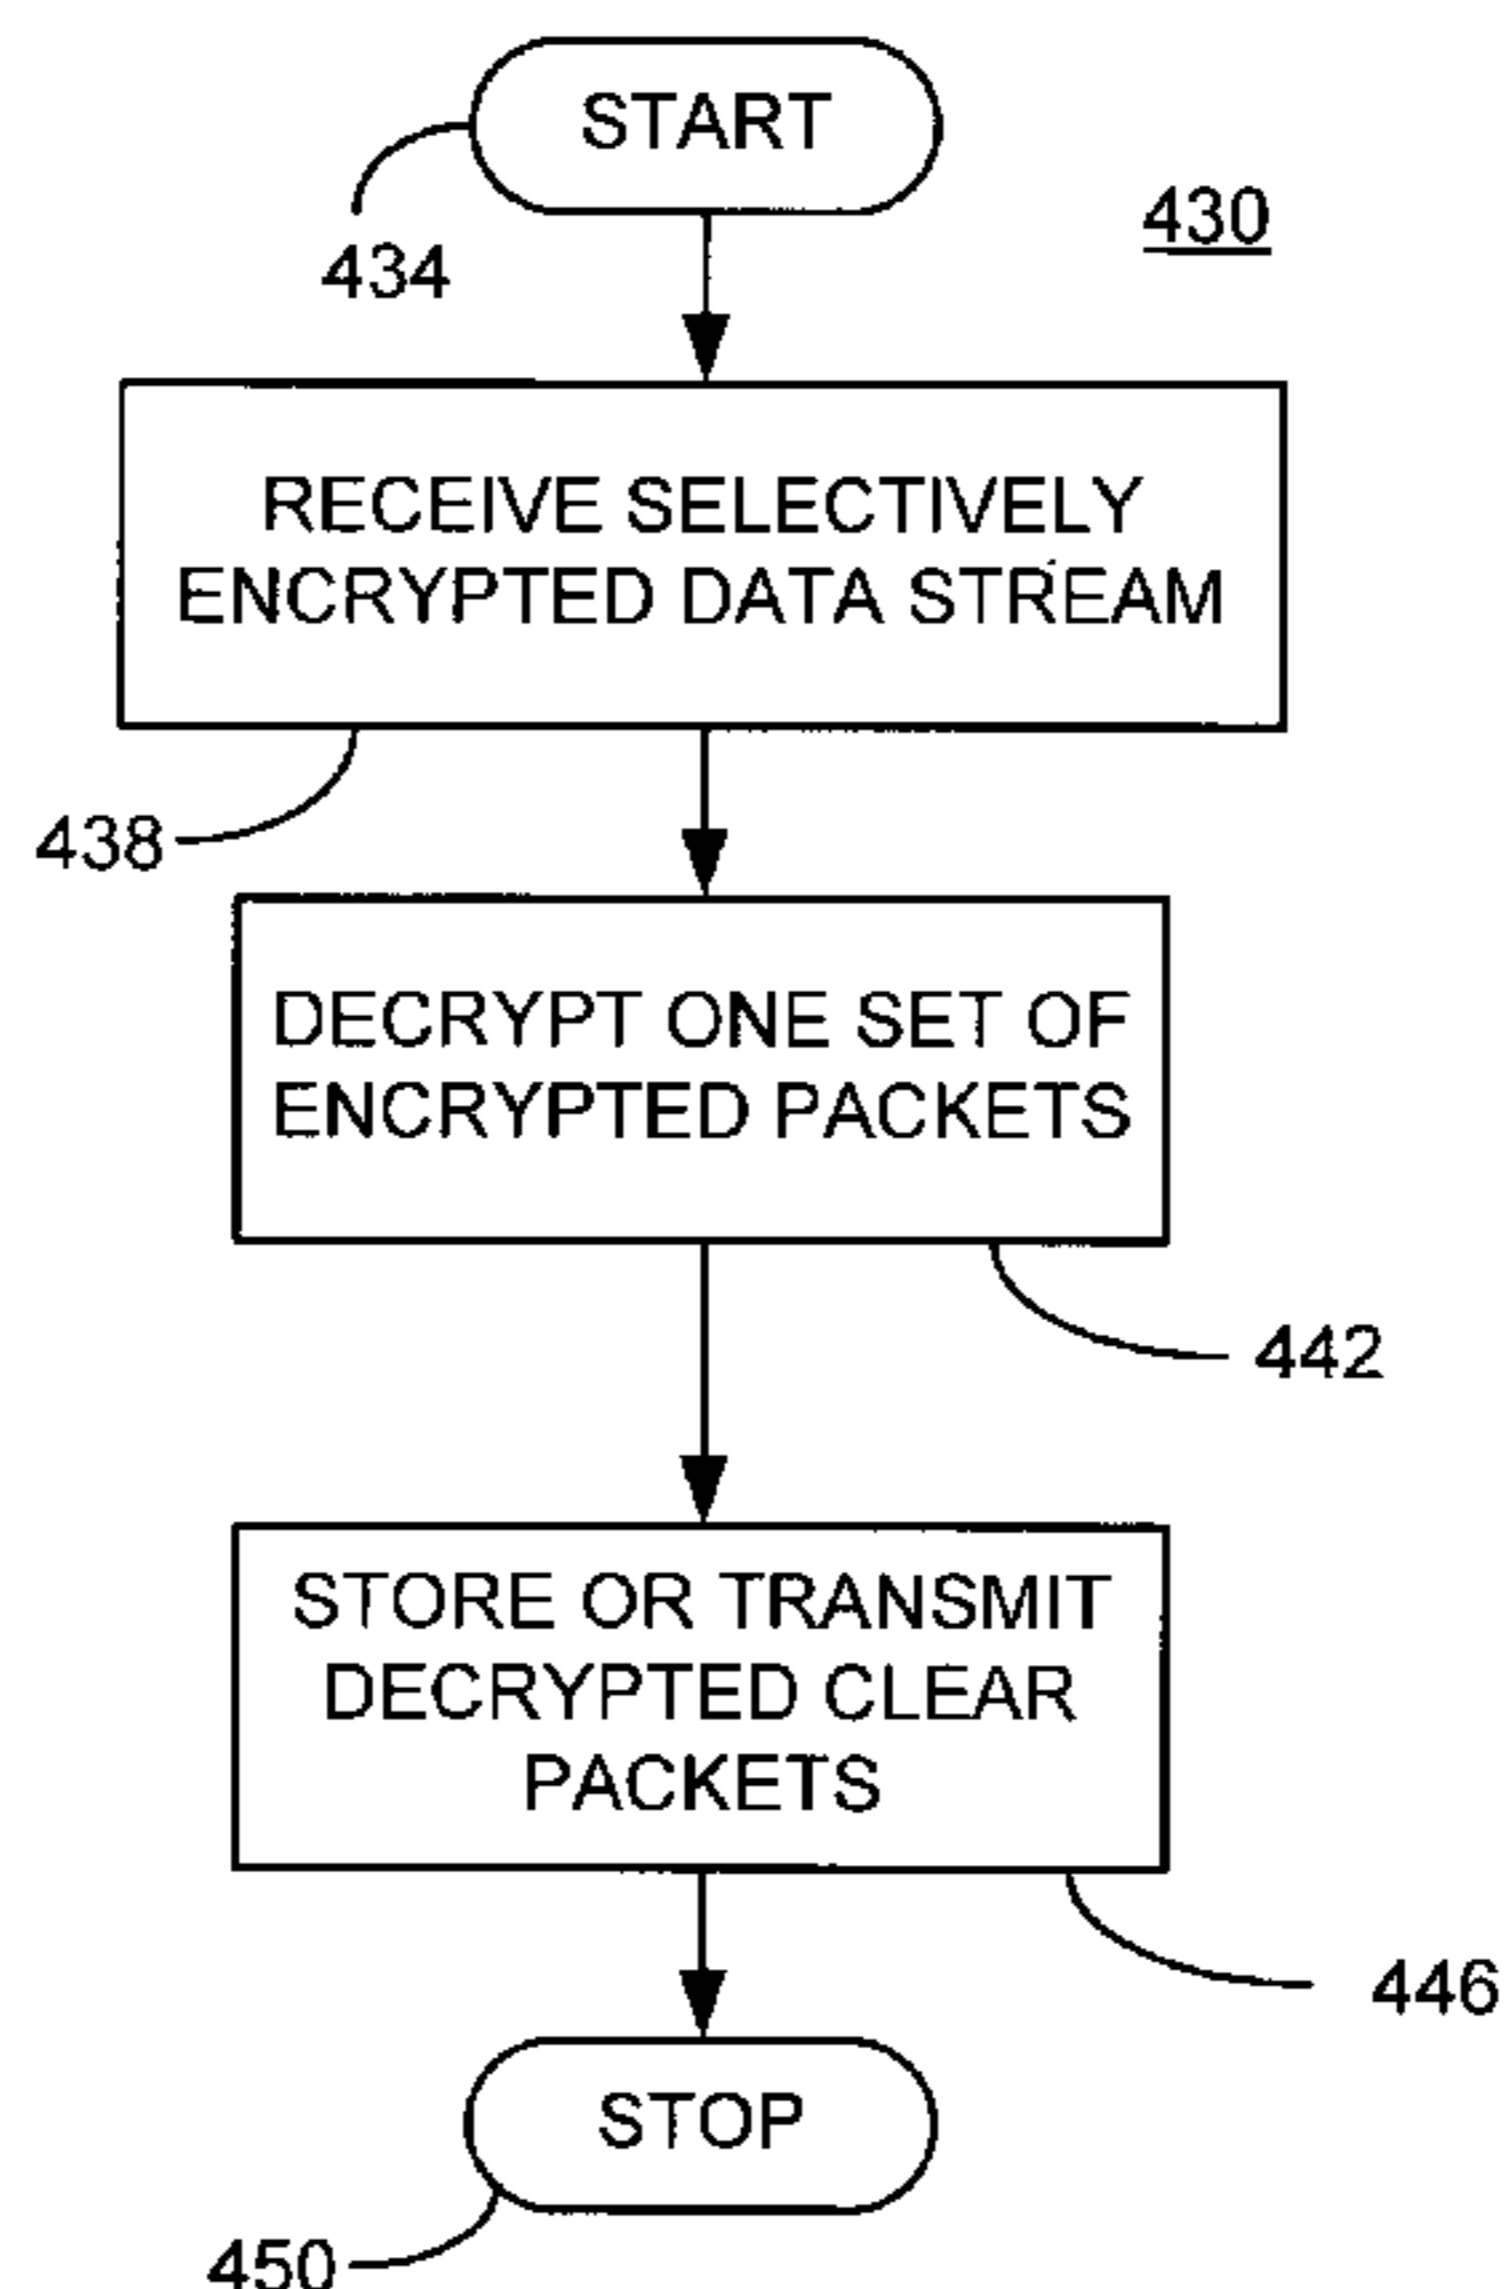 START
430
434
RECEIVE SELECTIVELY
ENCRYPTED DATA STREAM
438
DECRYPT ONE SET OF
ENCRYPTED PACKETS
442
STORE OR TRANSMIT
DECRYPTED CLEAR
PACKETS
446
STOP
450